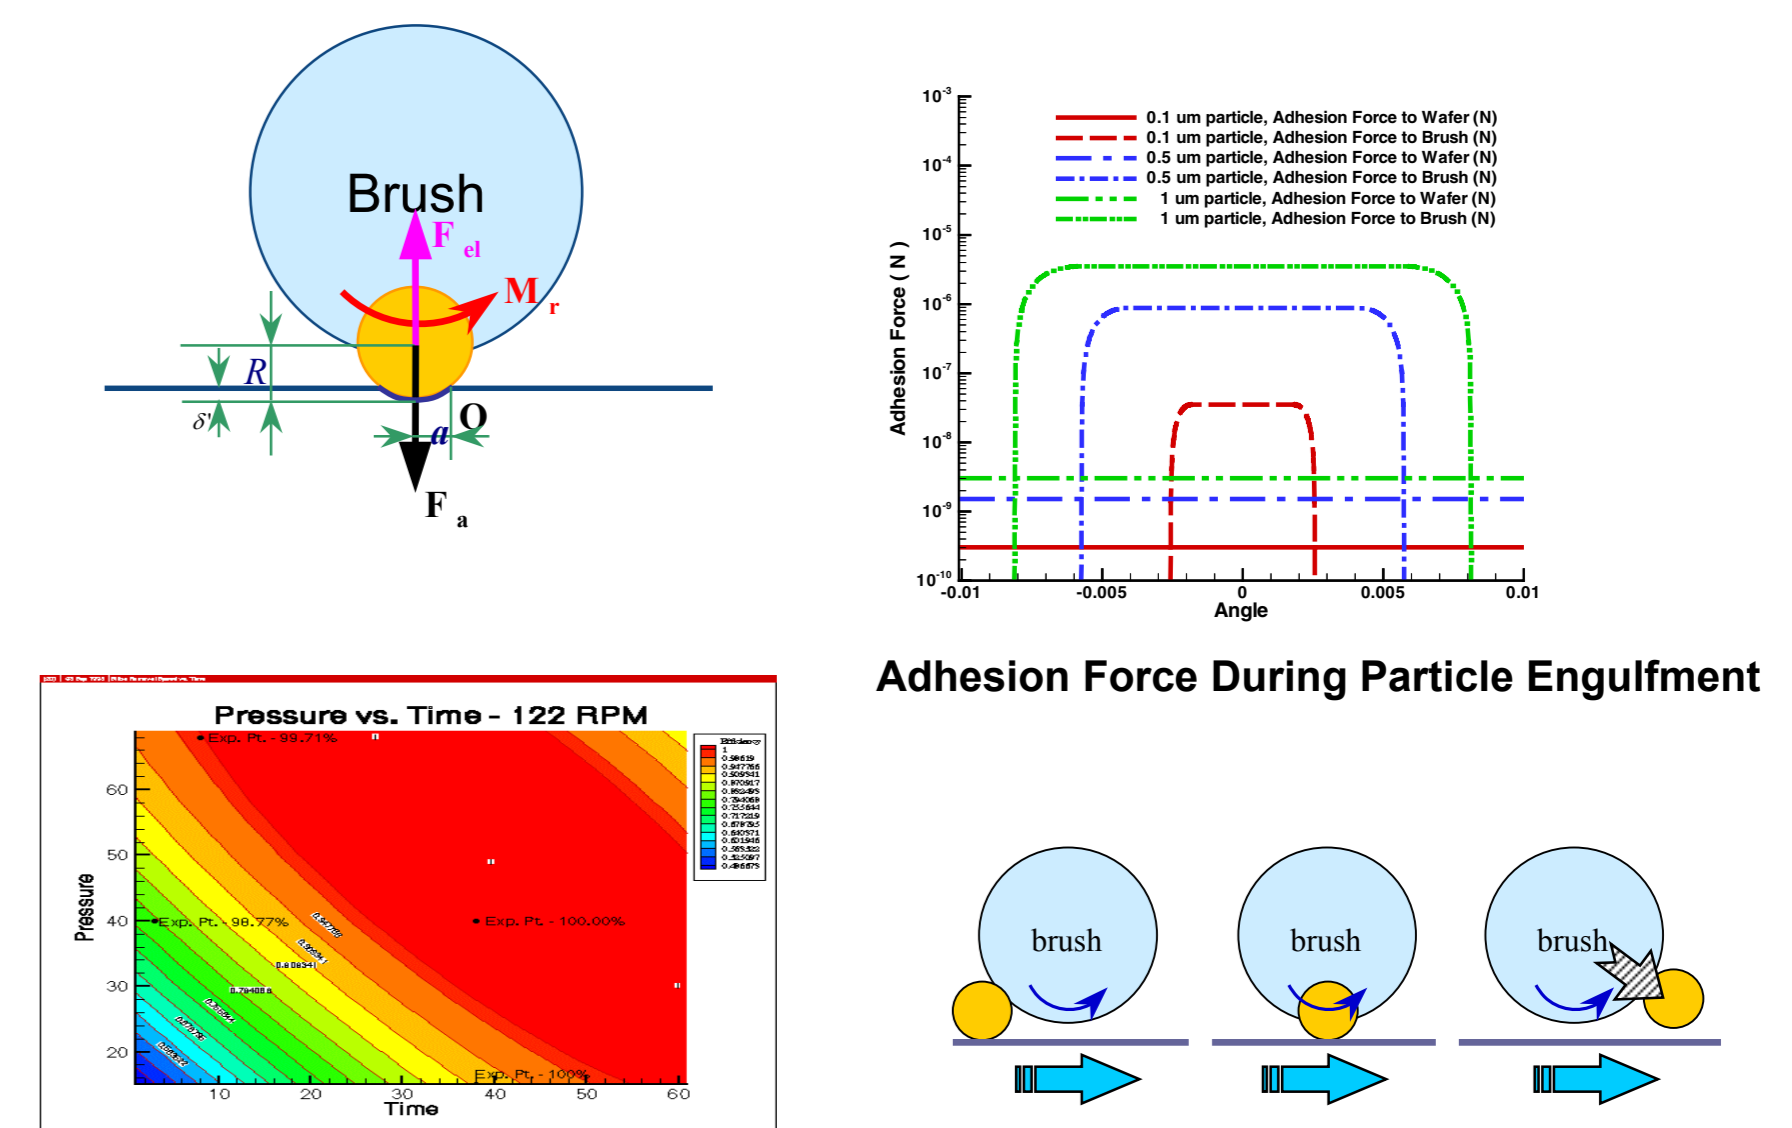 Brush
F el
M r
R
δ'
O
a
F a
10-3
10-4
10-5
10-6
10-7
10-8
10-9
10-10
Adhesion Force ( N )
0.1 um particle, Adhesion Force to Wafer (N)
0.1 um particle, Adhesion Force to Brush (N)
0.5 um particle, Adhesion Force to Wafer (N)
0.5 um particle, Adhesion Force to Brush (N)
1 um particle, Adhesion Force to Wafer (N)
1 um particle, Adhesion Force to Brush (N)
-0.01 -0.005 0 0.005 0.01
Angle
Adhesion Force During Particle Engulfment
Pressure vs. Time - 122 RPM
Exp. Pt. - 99.71%
Exp. Pt. - 98.77%
Exp. Pt. - 100.00%
Exp. Pt. - 100%
60
50
40
30
20
Pressure
10 20 30 40 50 60
Time
brush
brush
brush